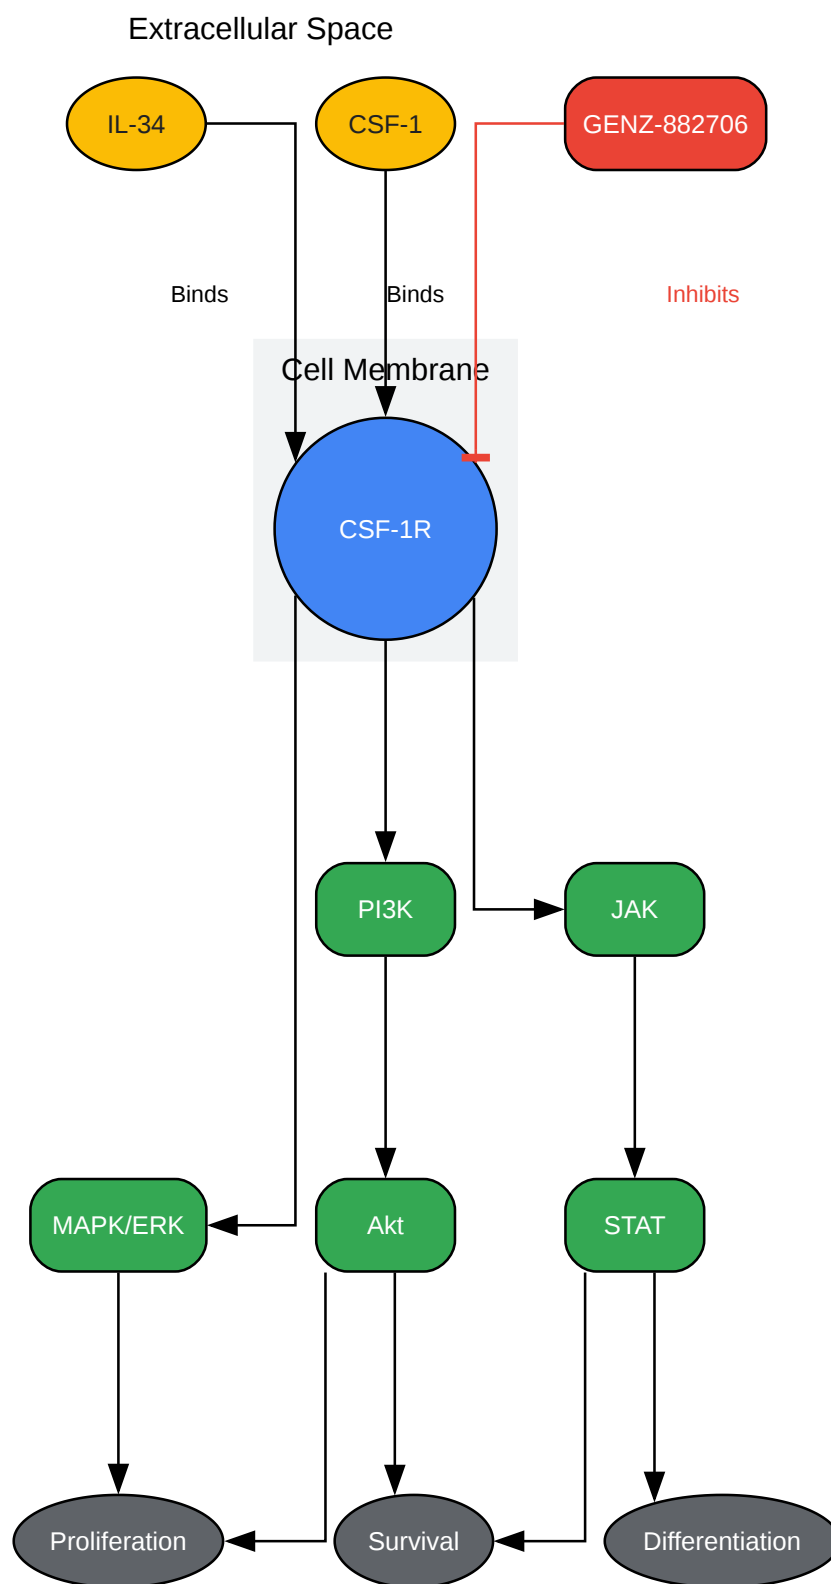 Extracellular Space
IL-34
CSF-1
GENZ-882706
Binds
Binds
Inhibits
Cell Membrane
CSF-1R
PI3K
JAK
MAPK/ERK
Akt
STAT
Proliferation
Survival
Differentiation